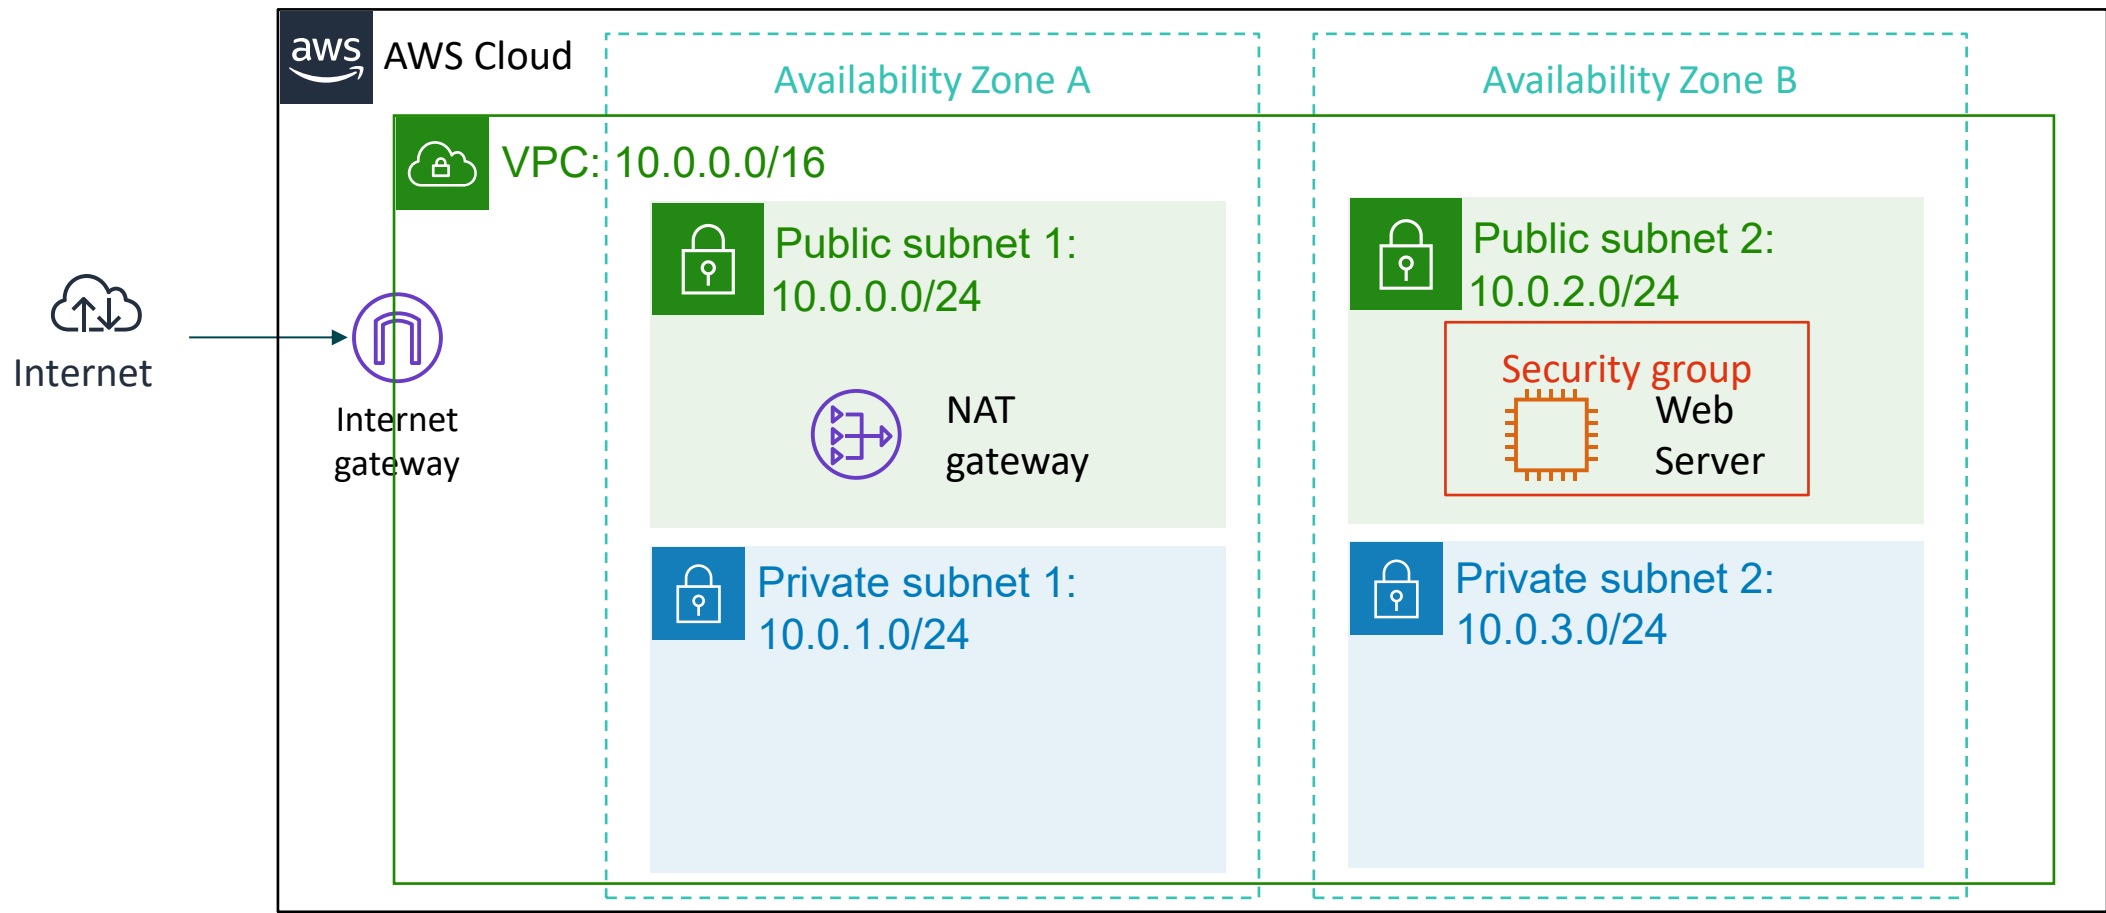 aws
AWS Cloud
Availability Zone A
Availability Zone B
VPC: 10.0.0.0/16
Public subnet 1:
10.0.0.0/24
Public subnet 2:
10.0.2.0/24
Internet
Internet
gateway
NAT
gateway
Security group
Web
Server
Private subnet 1:
10.0.1.0/24
Private subnet 2:
10.0.3.0/24